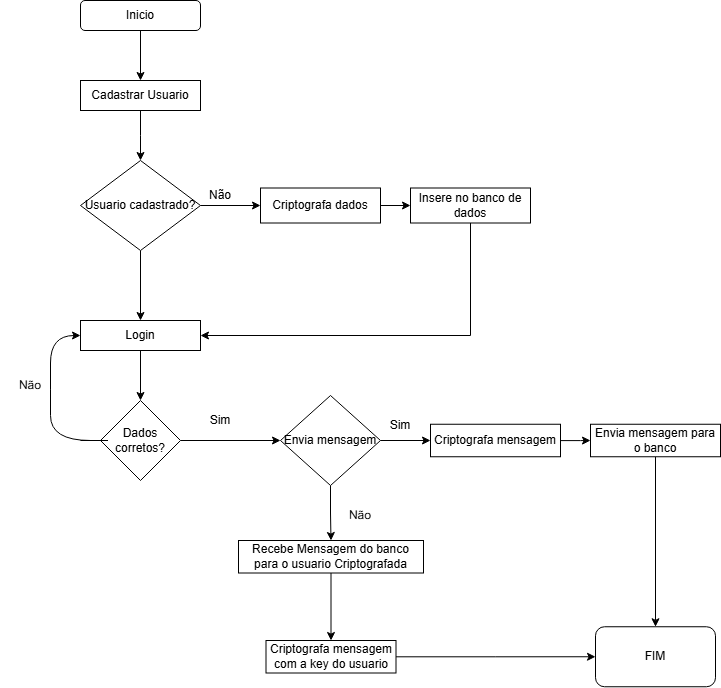 Inicio
Cadastrar Usuario
Usuario cadastrado?
Não
Criptografa dados
Insere no banco de
dados
Login
Não
Dados
corretos?
Sim
Envia mensagem
Sim
Criptografa mensagem
Envia mensagem para
o banco
Não
Recebe Mensagem do banco
para o usuario Criptografada
Criptografa mensagem
com a key do usuario
FIM